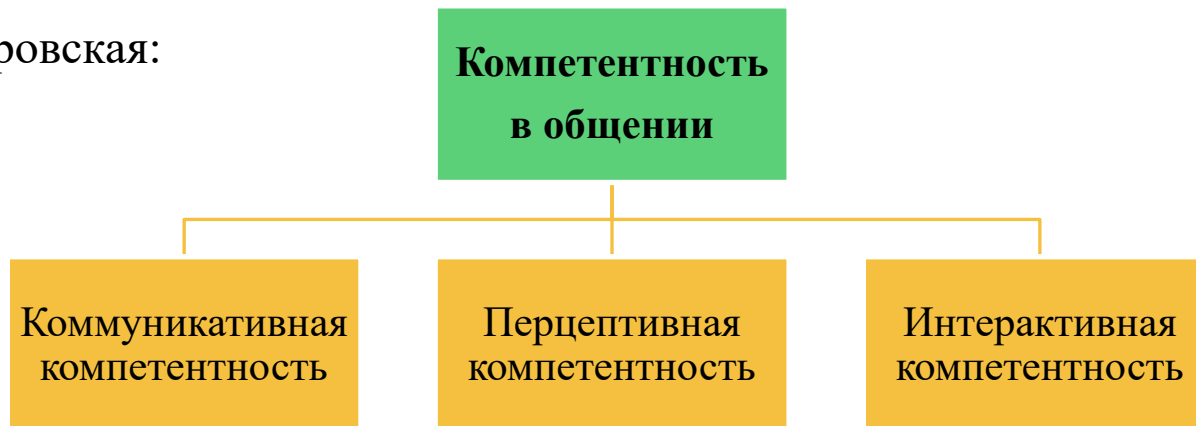 ровская:
Компетентность
в общении
Коммуникативная
компетентность
Перцептивная
компетентность
Интерактивная
компетентность